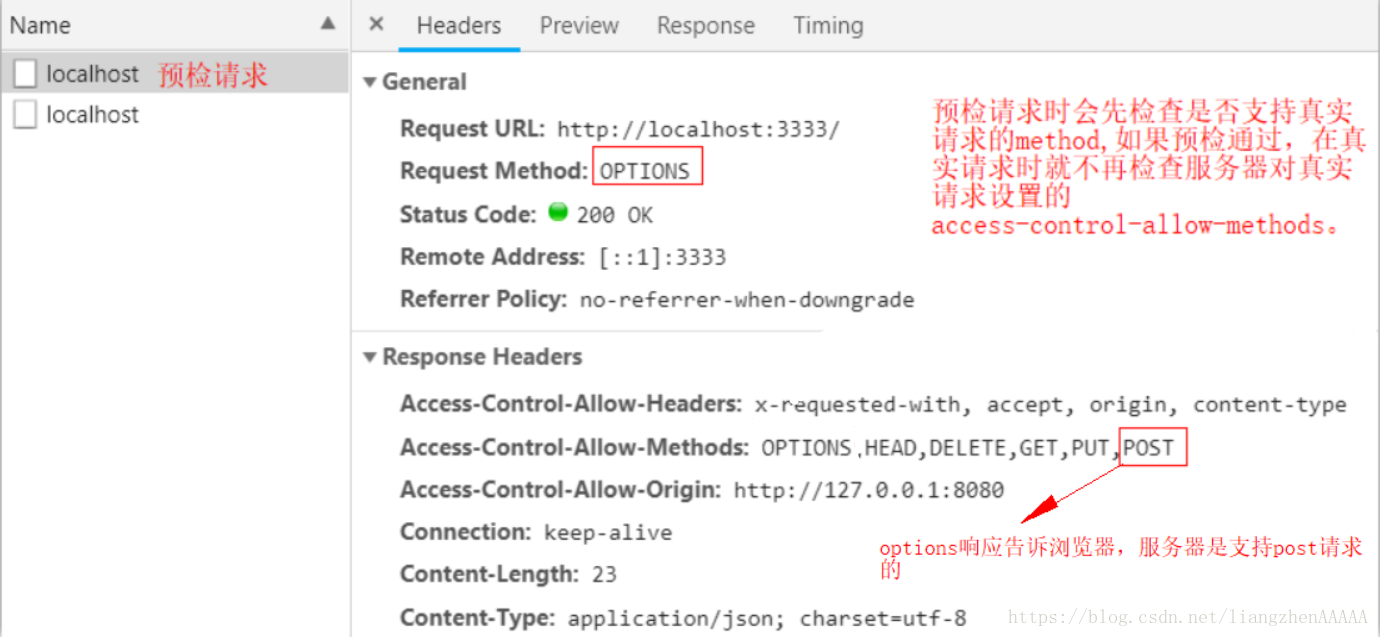 Name
Headers Preview Response Timing
localhost 预检请求
localhost
General
Request URL: http://localhost:3333/
Request Method: OPTIONS
Status Code: 200 OK
Remote Address: [::1]:3333
Referrer Policy: no-referrer-when-downgrade
预检请求时会先检查是否支持真实
请求的method,如果预检通过，在真
实请求时就不再检查服务器对真实
请求设置的
access-control-allow-methods。
Response Headers
Access-Control-Allow-Headers: x-requested-with, accept, origin, content-type
Access-Control-Allow-Methods: OPTIONS,HEAD,DELETE,GET,PUT,POST
Access-Control-Allow-Origin: http://127.0.0.1:8080
Connection: keep-alive
Content-Length: 23
Content-Type: application/json; charset=utf-8
options响应告诉浏览器，服务器是支持post请求
的
https://blog.csdn.net/liangzhenAAAAA